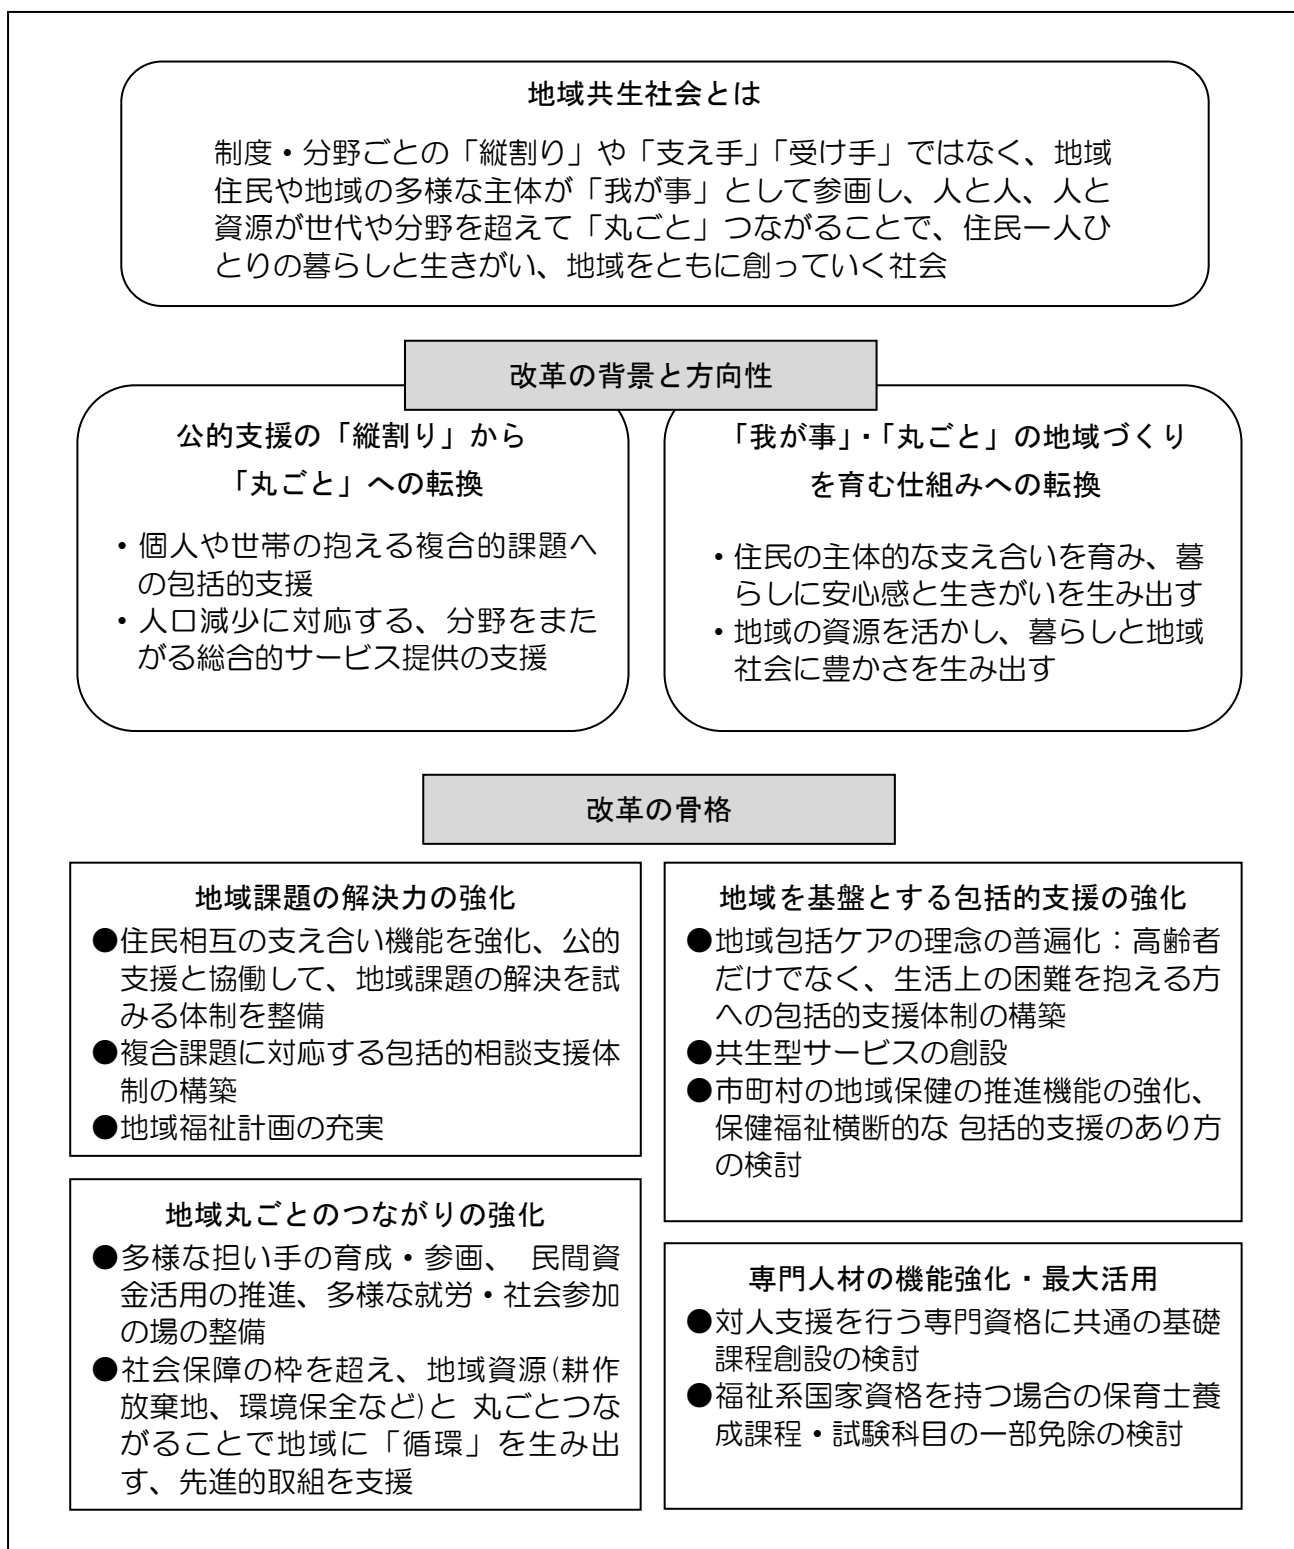 地域共生社会とは
制度・分野ごとの「縦割り」や「支え手」「受け手」ではなく、地域
住民や地域の多様な主体が「我が事」として参画し、人と人、人と
資源が世代や分野を超えて「丸ごと」つながることで、住民一人ひ
とりの暮らしと生きがい、地域をともに創っていく社会
改革の背景と方向性
公的支援の「縦割り」から
「丸ごと」への転換
・個人や世帯の抱える複合的課題へ
の包括的支援
・人口減少に対応する、分野をまた
がる総合的サービス提供の支援
「我が事」・「丸ごと」の地域づくり
を育む仕組みへの転換
・住民の主体的な支え合いを育み、暮
らしに安心感と生きがいを生み出す
・地域の資源を活かし、暮らしと地域
社会に豊かさを生み出す
改革の骨格
地域課題の解決力の強化
●住民相互の支え合い機能を強化、公的
支援と協働して、地域課題の解決を試
みる体制を整備
●複合課題に対応する包括的相談支援体
制の構築
●地域福祉計画の充実
地域を基盤とする包括的支援の強化
●地域包括ケアの理念の普遍化：高齢者
だけでなく、生活上の困難を抱える方
への包括的支援体制の構築
●共生型サービスの創設
●市町村の地域保健の推進機能の強化、
保健福祉横断的な 包括的支援のあり方
の検討
地域丸ごとのつながりの強化
●多様な担い手の育成・参画、 民間資
金活用の推進、多様な就労・社会参加
の場の整備
●社会保障の枠を超え、地域資源(耕作
放棄地、環境保全など)と 丸ごとつな
がることで地域に「循環」を生み出
す、先進的取組を支援
専門人材の機能強化・最大活用
●対人支援を行う専門資格に共通の基礎
課程創設の検討
●福祉系国家資格を持つ場合の保育士養
成課程・試験科目の一部免除の検討